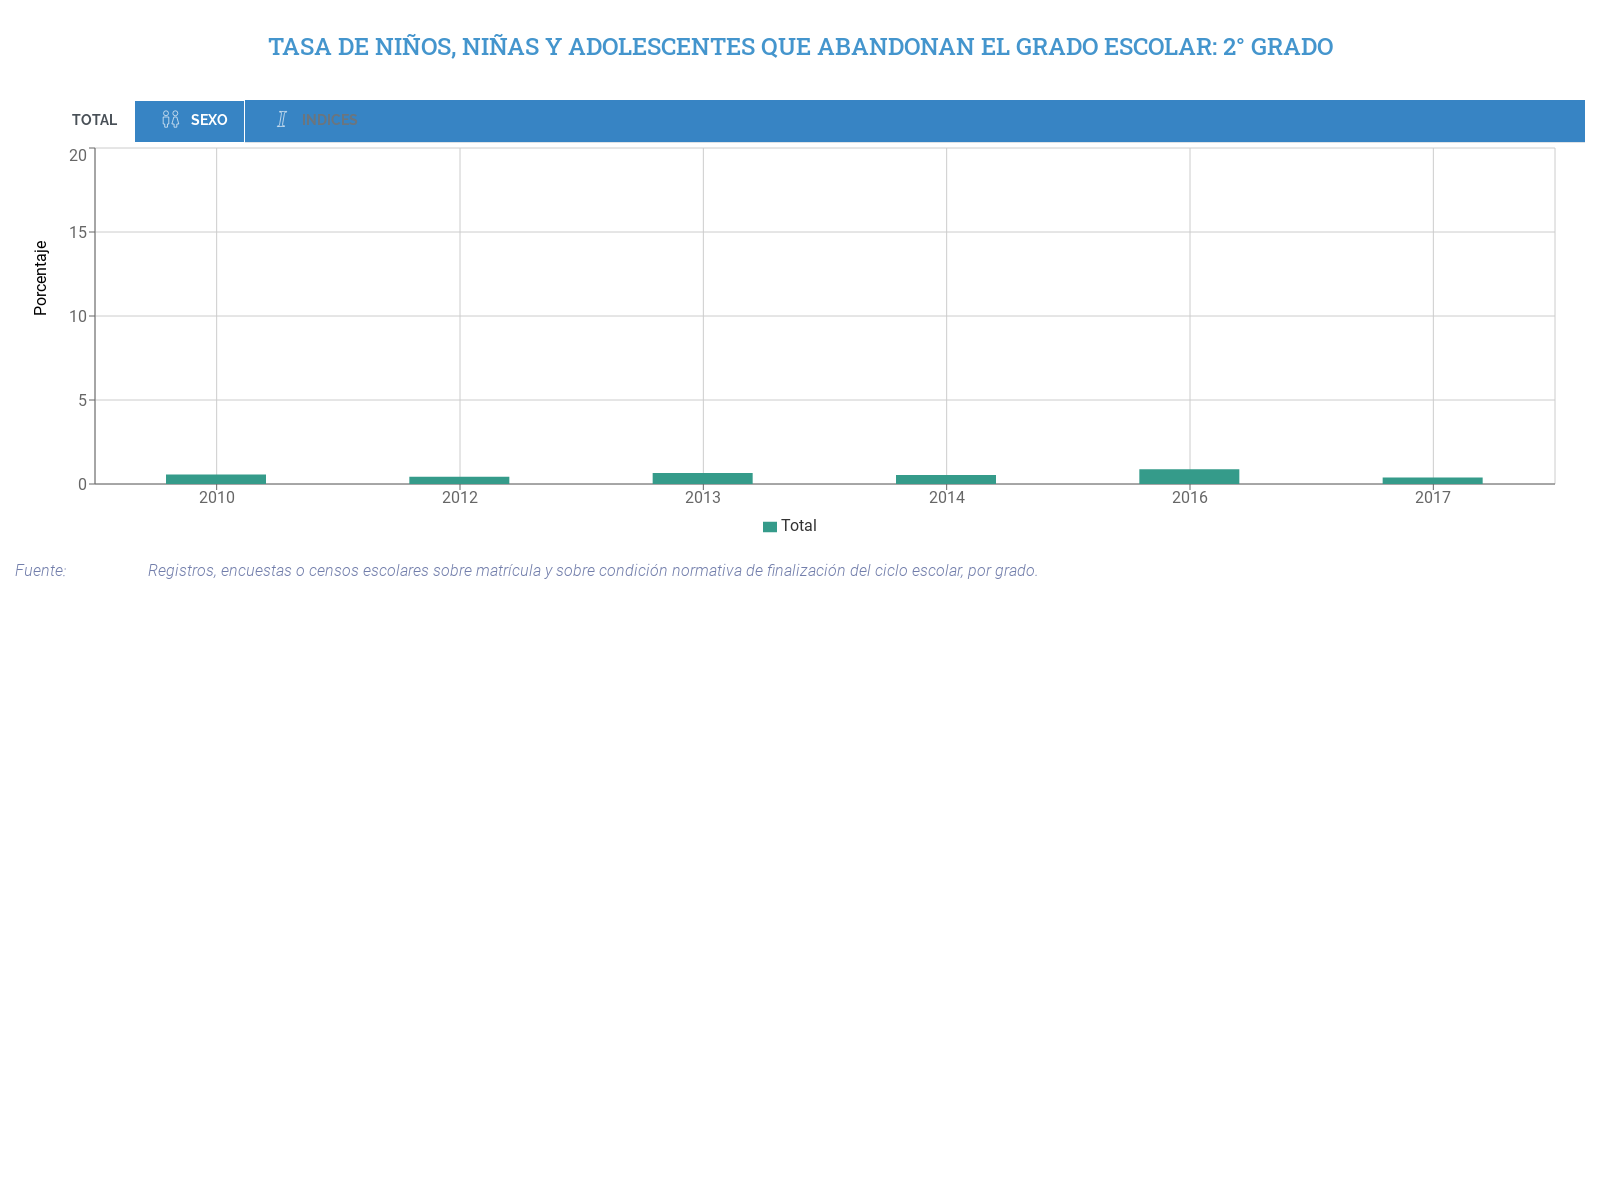 TASA DE NIÑOS, NIÑAS Y ADOLESCENTES QUE ABANDONAN EL GRADO ESCOLAR: 2° GRADO
TOTAL SEXO INDICES
20
15
10
5
0
Porcentaje
2010 2012 2013 2014 2016 2017
Total
Fuente: Registros, encuestas o censos escolares sobre matrícula y sobre condición normativa de finalización del ciclo escolar, por grado.